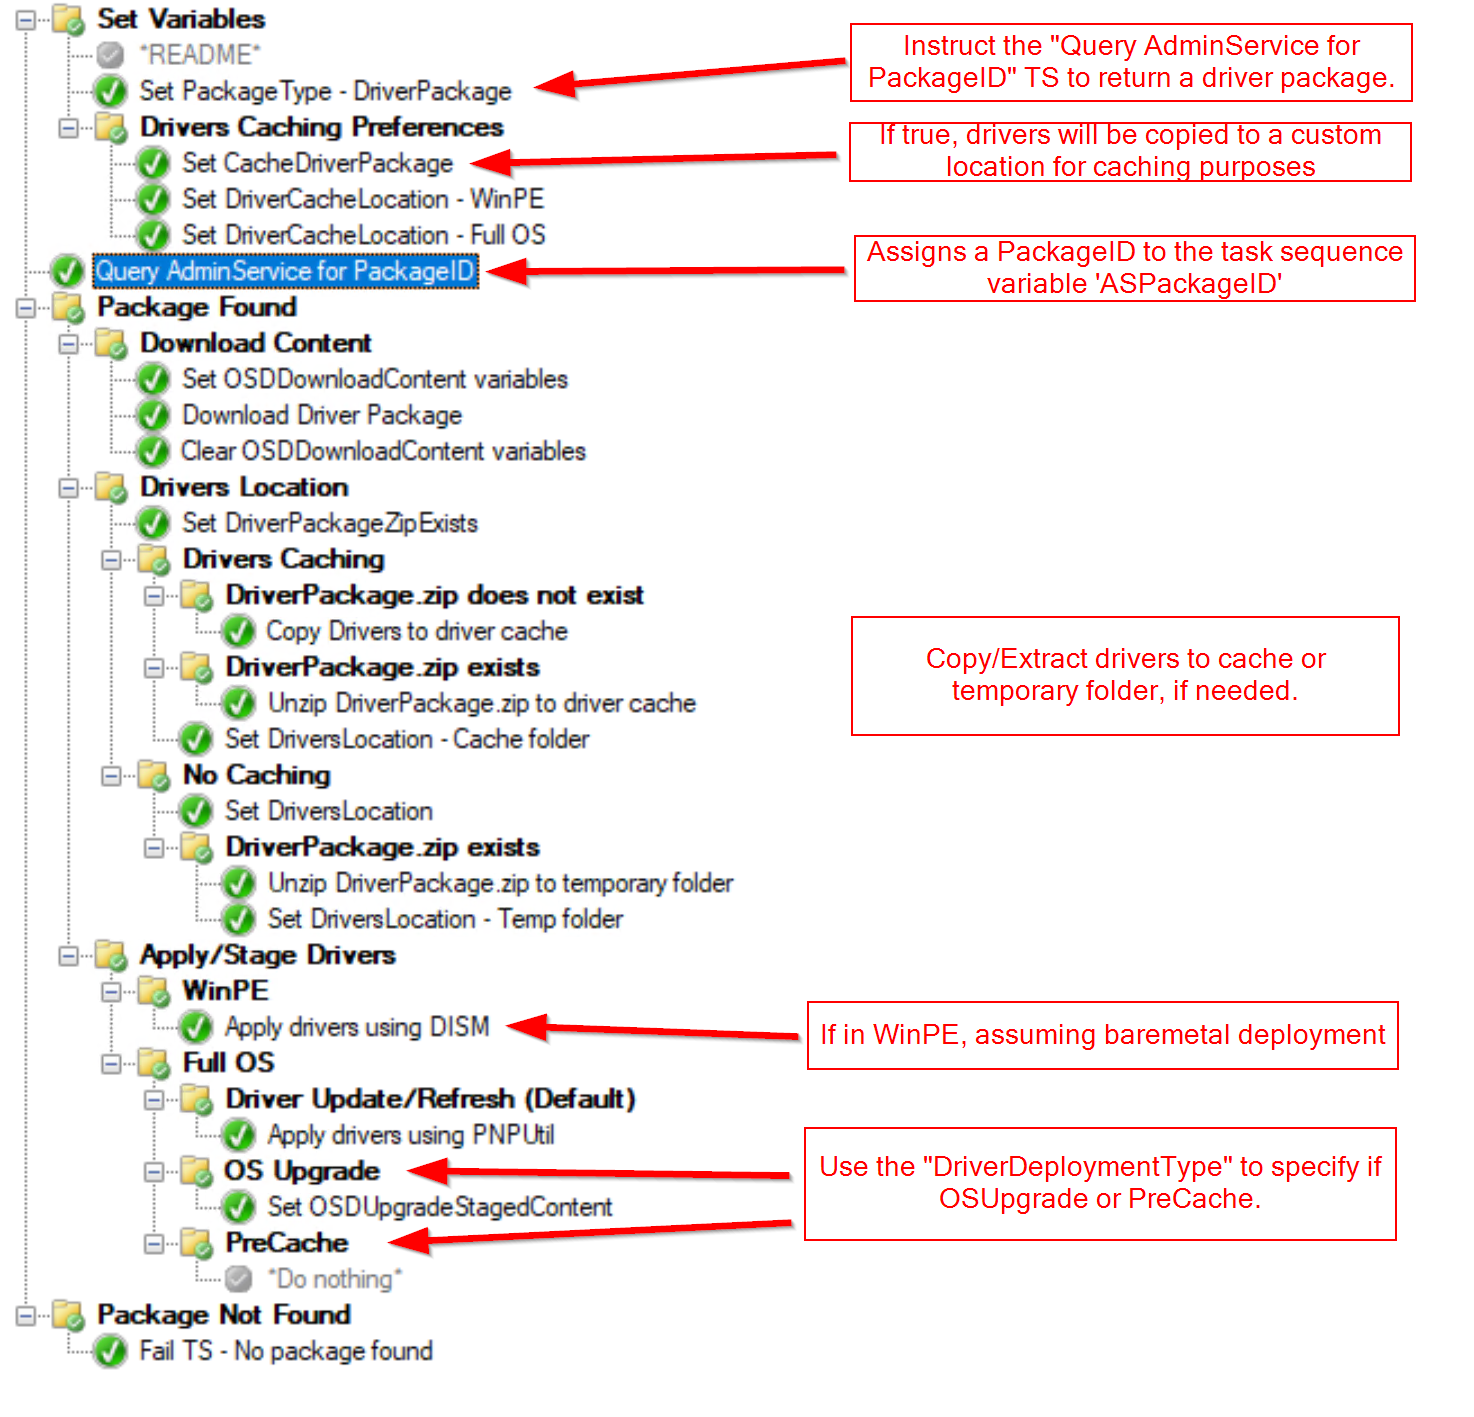 Set Variables
*README*
Set PackageType - DriverPackage
Instruct the "Query AdminService for
PackageID" TS to return a driver package.
Drivers Caching Preferences
Set CacheDriverPackage
If true, drivers will be copied to a custom
location for caching purposes
Set DriverCacheLocation - WinPE
Set DriverCacheLocation - Full OS
Query AdminService for PackageID
Assigns a PackageID to the task sequence
variable 'ASPackageID'
Package Found
Download Content
Set OSDDownloadContent variables
Download Driver Package
Clear OSDDownloadContent variables
Drivers Location
Set DriverPackageZipExists
Drivers Caching
DriverPackage.zip does not exist
Copy Drivers to driver cache
DriverPackage.zip exists
Unzip DriverPackage.zip to driver cache
Copy/Extract drivers to cache or
temporary folder, if needed.
Set DriversLocation - Cache folder
No Caching
Set DriversLocation
DriverPackage.zip exists
Unzip DriverPackage.zip to temporary folder
Set DriversLocation - Temp folder
Apply/Stage Drivers
WinPE
Apply drivers using DISM
If in WinPE, assuming baremetal deployment
Full OS
Driver Update/Refresh (Default)
Apply drivers using PNPUtil
OS Upgrade
Use the "DriverDeploymentType" to specify if
OSUpgrade or PreCache.
Set OSDUpgradeStagedContent
PreCache
*Do nothing*
Package Not Found
Fail TS - No package found